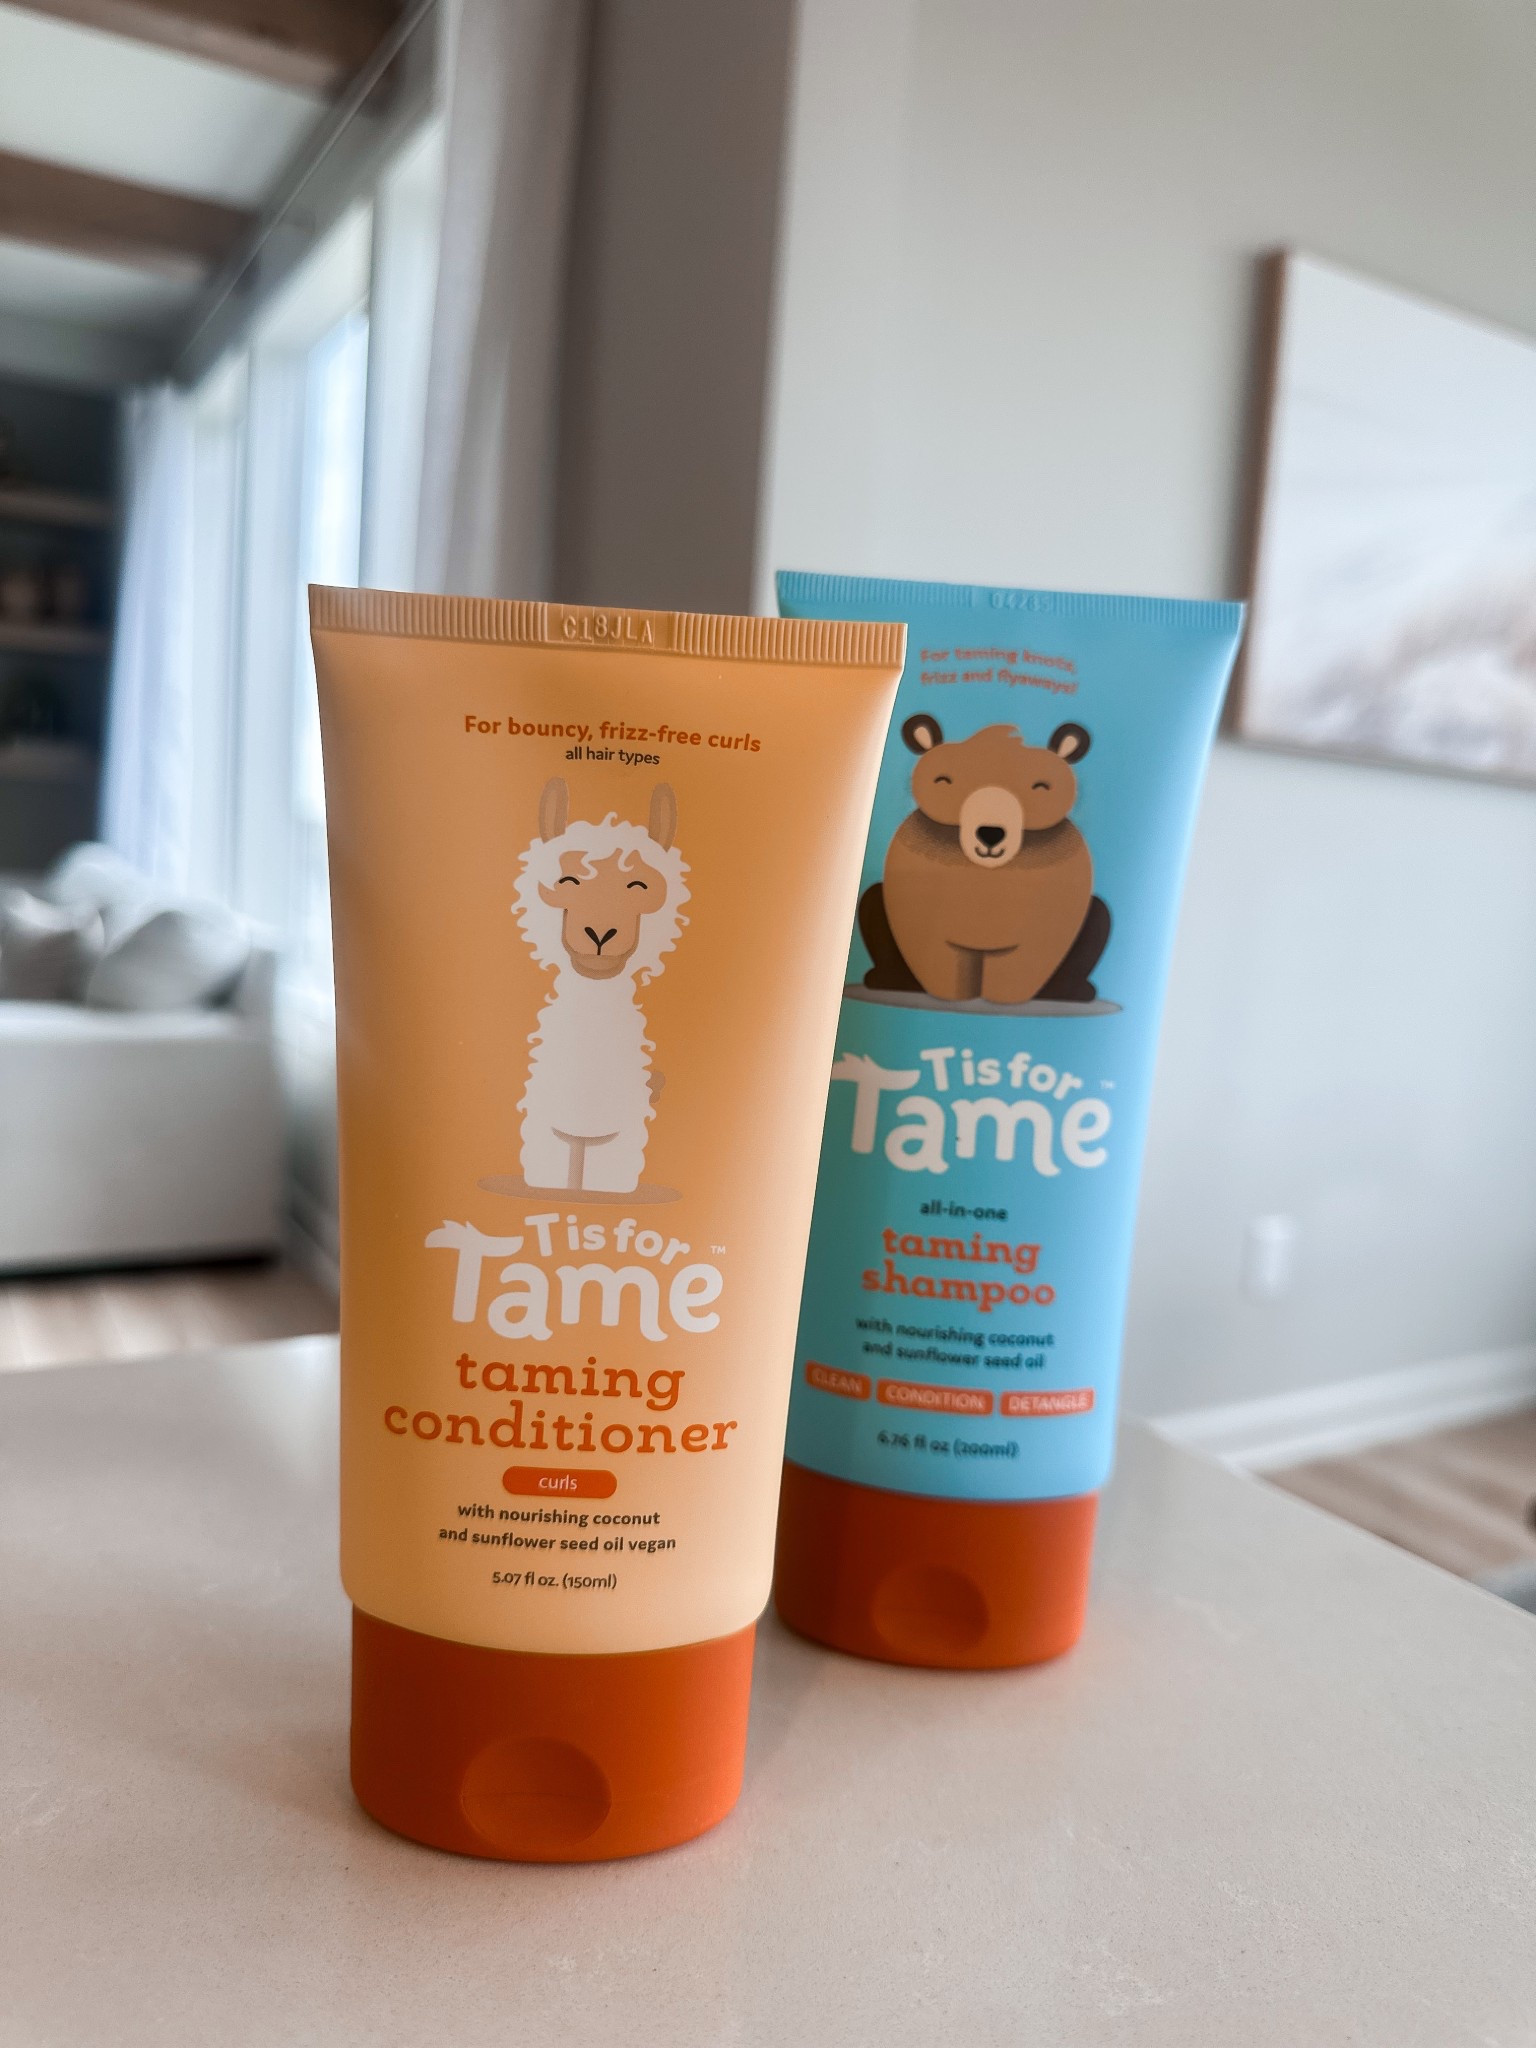 C18JLA
For bouncy, frizz-free curls
all hair types
T is for
Tame ™
taming
conditioner
curls
with nourishing coconut
and sunflower seed oil vegan
5.07 fl oz. (150ml)
For taming knots,
frizz and flyaways!
T is for
Tame ™
all-in-one
taming
shampoo
with nourishing coconut
and sunflower seed oil
CLEAN CONDITION DETANGLE
6.76 fl oz (200ml)